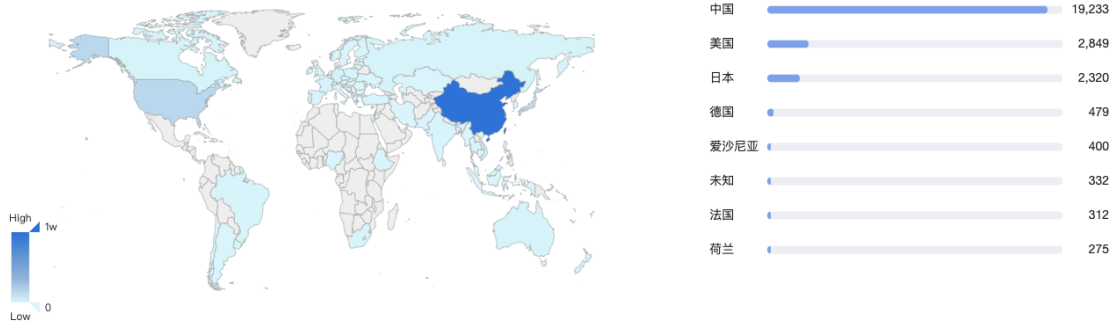 High
1w
0
Low
中国 19,233
美国 2,849
日本 2,320
德国 479
爱沙尼亚 400
未知 332
法国 312
荷兰 275